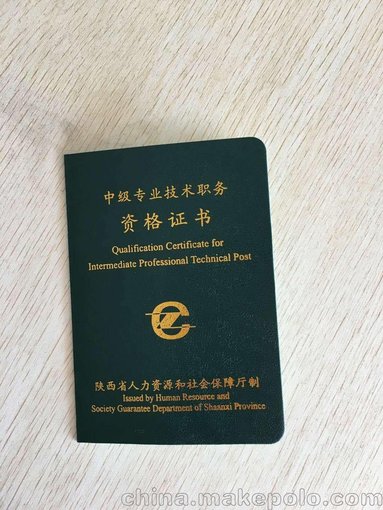 中级专业技术职务
资格证书
Qualification Certificate for
Intermediate Professional Technical Post
陕西省人力资源和社会保障厅制
Issued by Human Resource and
Society Guarantee Department of Shaanxi Province
china.makepolo.com